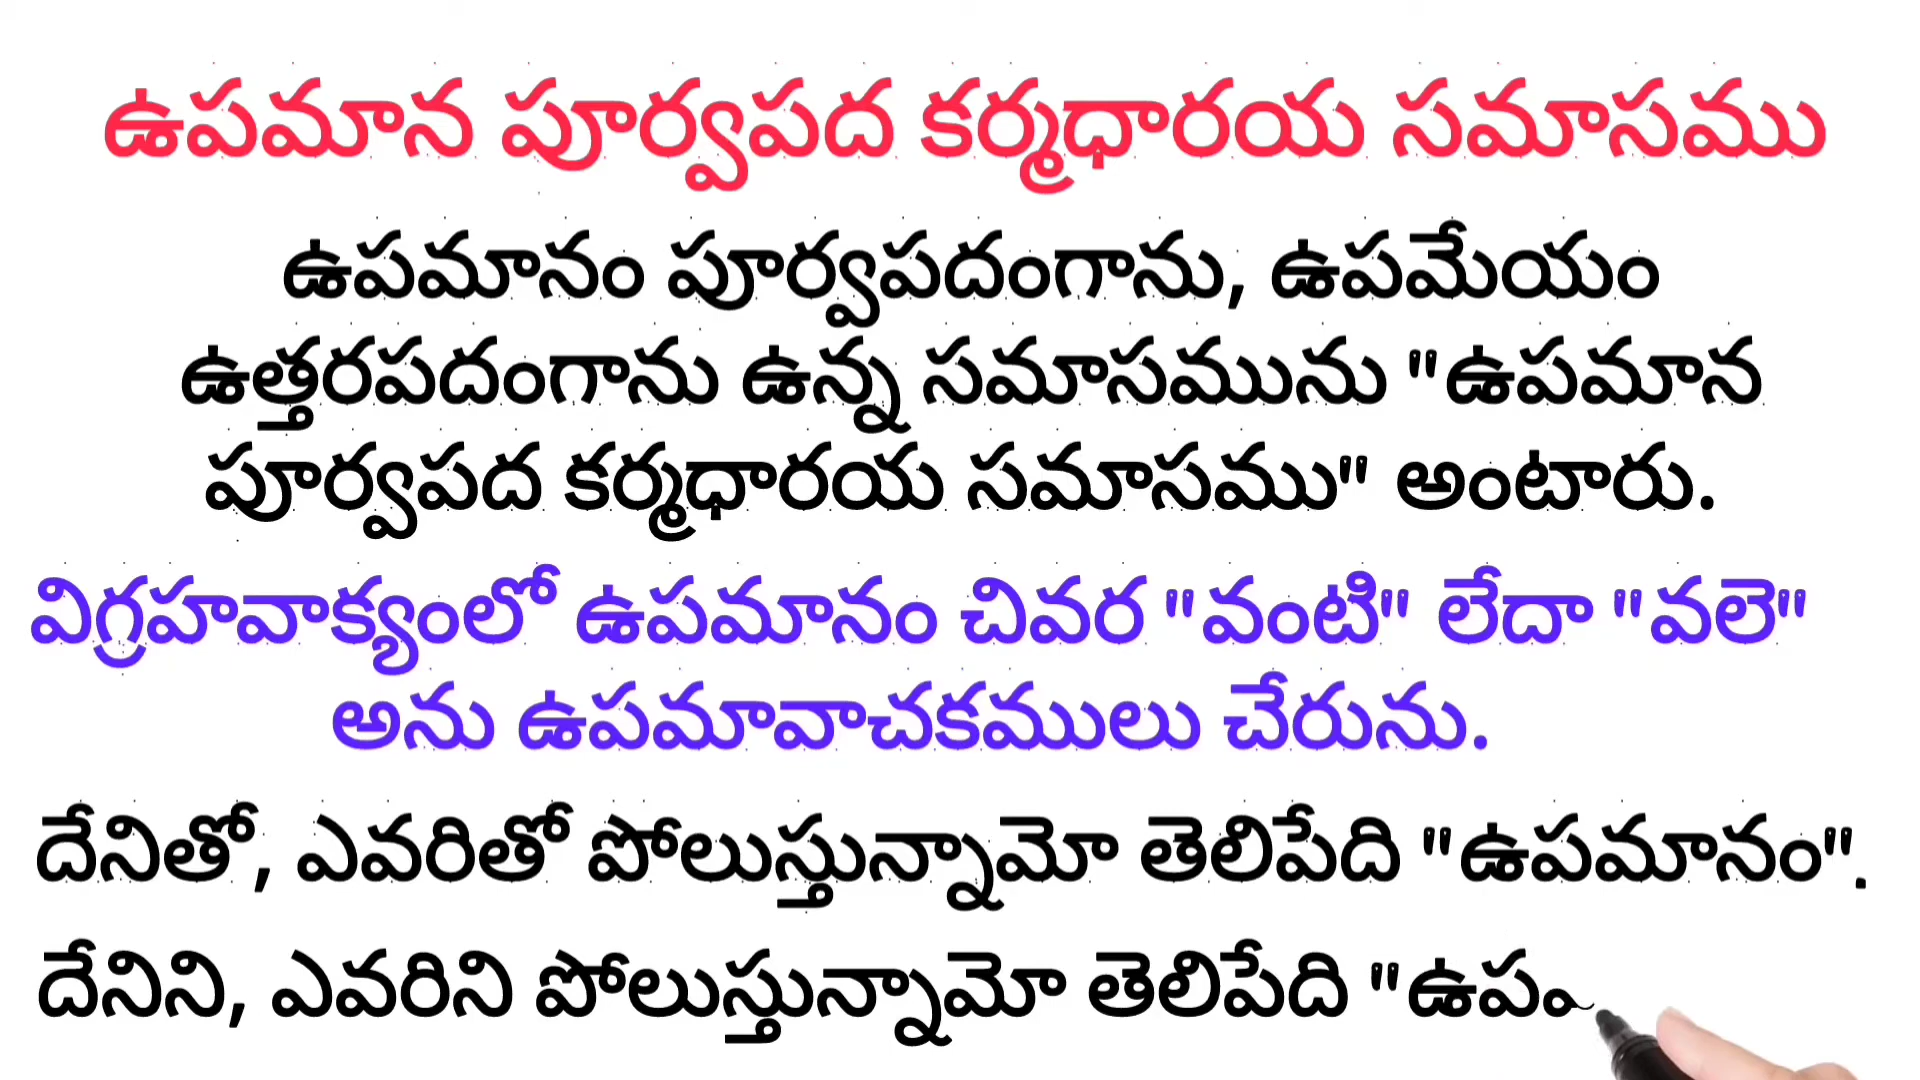 ఉపమాన పూర్వపద కర్మధారయ సమాసము
ఉపమానం పూర్వపదంగాను, ఉపమేయం
ఉత్తరపదంగాను ఉన్న సమాసమును "ఉపమాన
పూర్వపద కర్మధారయ సమాసము" అంటారు.
విగ్రహవాక్యంలో ఉపమానం చివర "వంటి" లేదా "వలె"
అను ఉపమావాచకములు చేరును.
దేనితో, ఎవరితో పోలుస్తున్నామో తెలిపేది "ఉపమానం".
దేనిని, ఎవరిని పోలుస్తున్నామో తెలిపేది